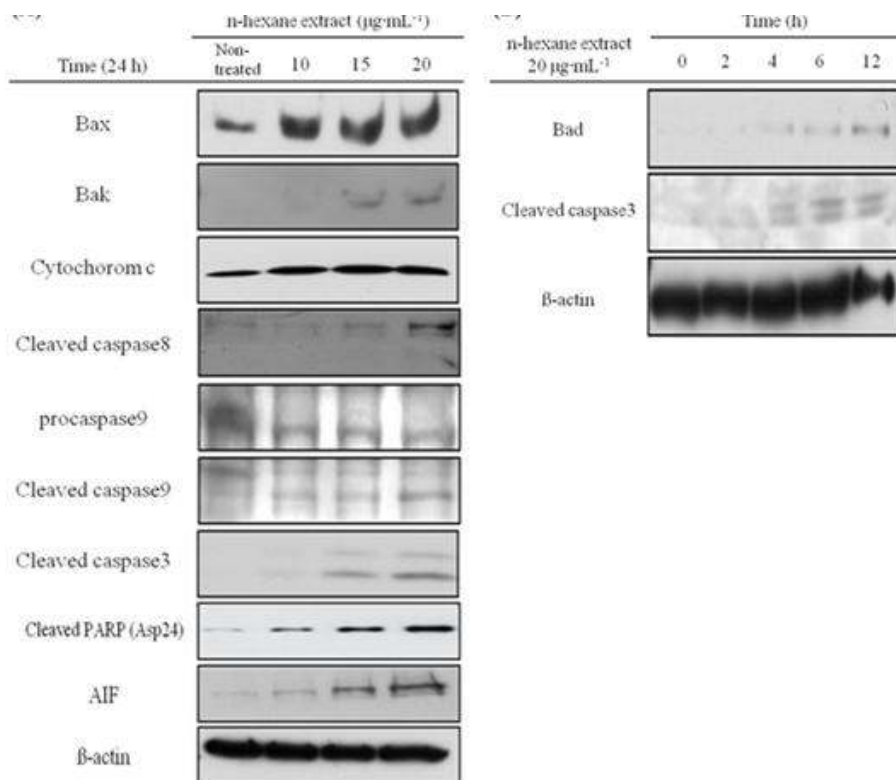 n-hexane extract (µg·mL⁻¹)
Time (24 h)
Non-
treated
10
15
20
Bax
Bak
Cytochorom c
Cleaved caspase8
procaspase9
Cleaved caspase9
Cleaved caspase3
Cleaved PARP (Asp24)
AIF
ß-actin
Time (h)
n-hexane extract
20 µg·mL⁻¹
0
2
4
6
12
Bad
Cleaved caspase3
ß-actin